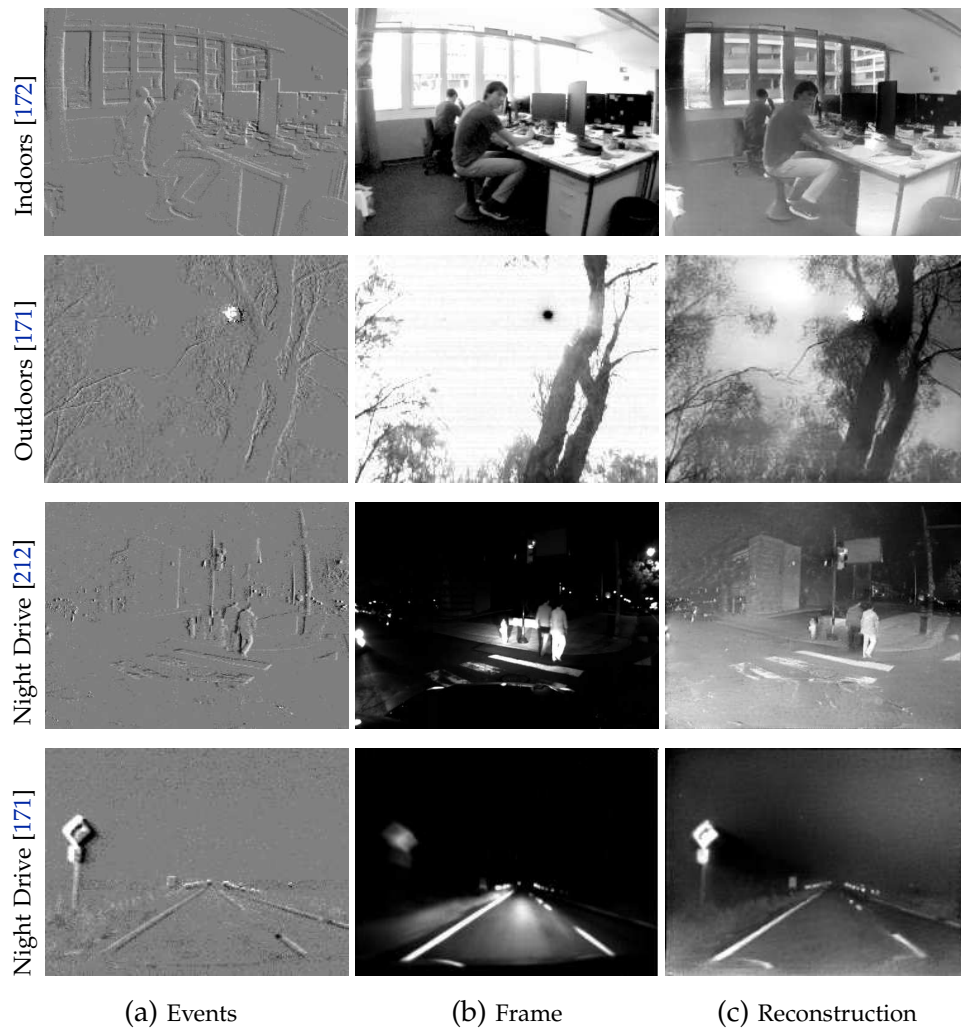 Indoors [172]
Outdoors [171]
Night Drive [212]
Night Drive [171]
(a) Events
(b) Frame
(c) Reconstruction